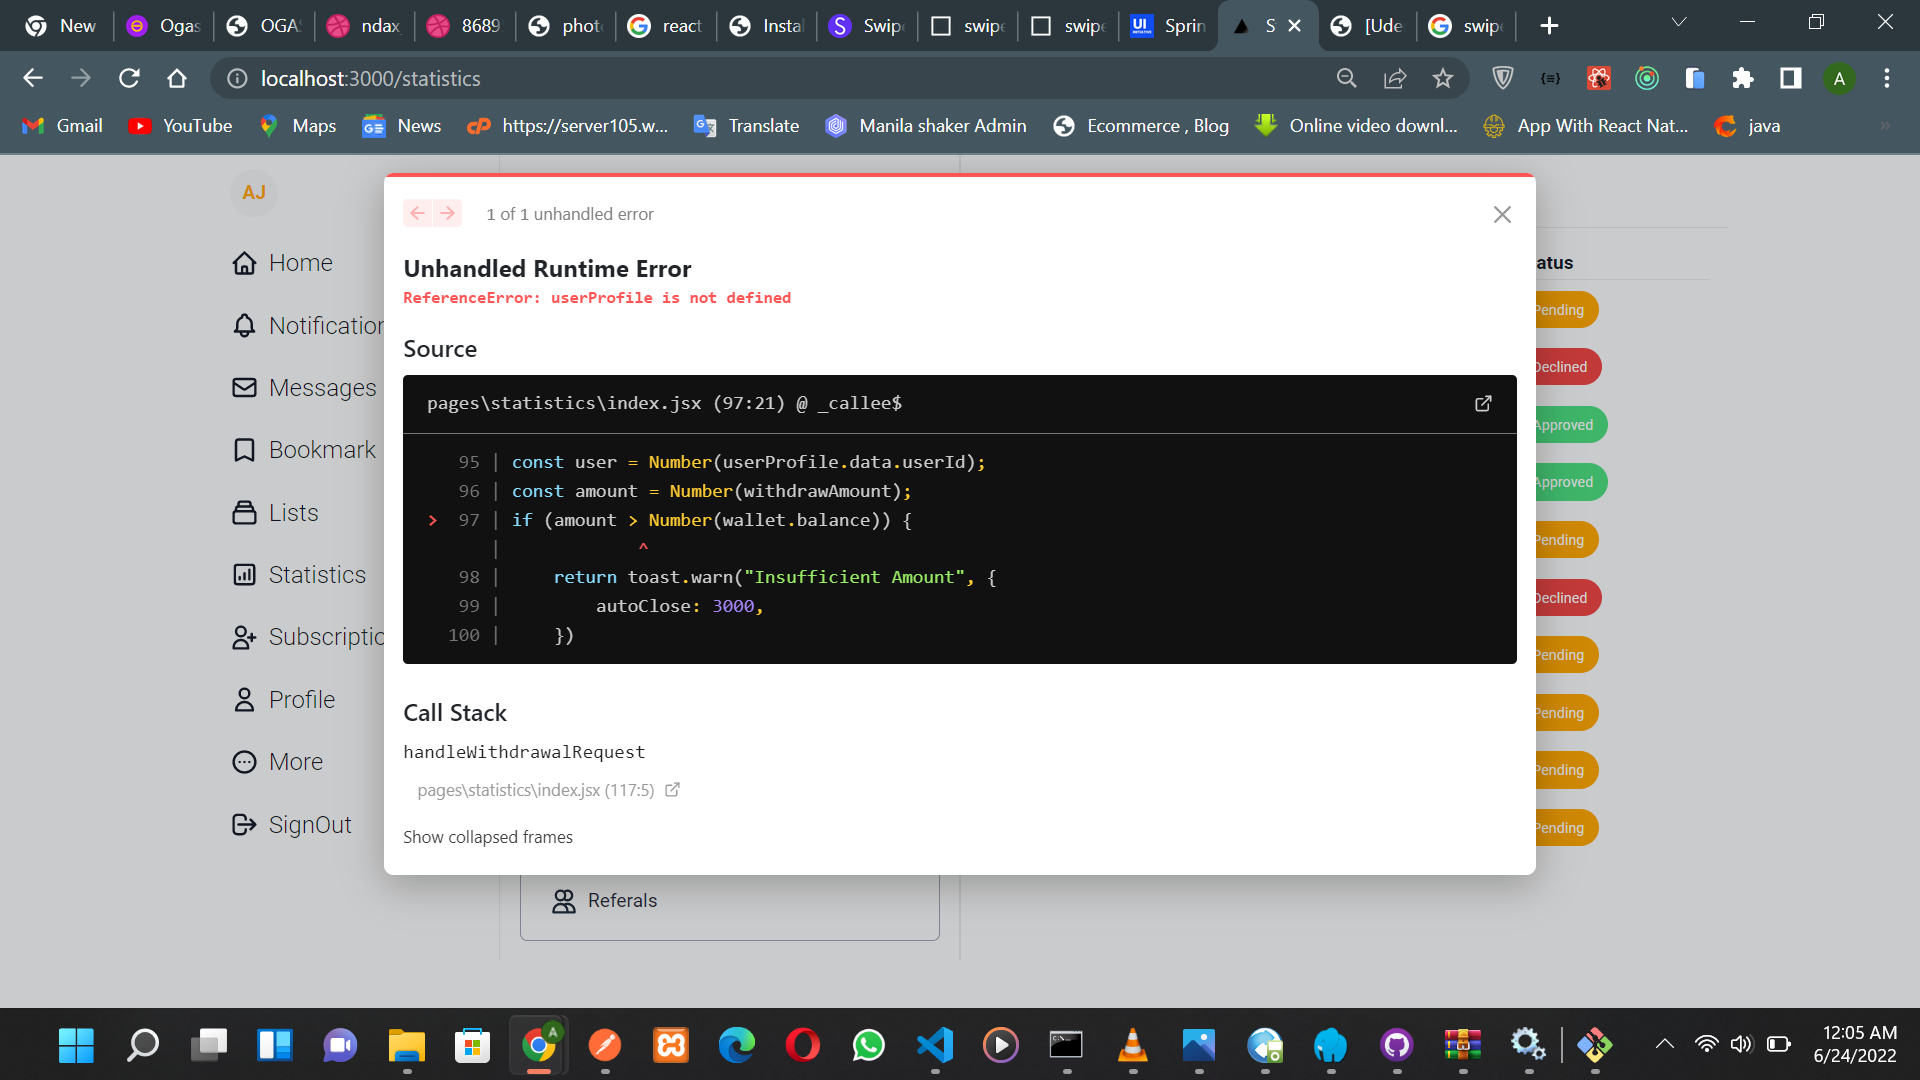 New
Ogas
OGAS
ndax
8689
phot
react
Insta
Swip
swipe
swipe
Sprin
S
[Ude
swip
localhost:3000/statistics
A
Gmail
YouTube
Maps
News
https://server105.w...
Translate
Manila shaker Admin
Ecommerce , Blog
Online video downl...
App With React Nat...
java
AJ
Home
Notification
Messages
Bookmark
Lists
Statistics
Subscriptio
Profile
More
SignOut
1 of 1 unhandled error
Unhandled Runtime Error
ReferenceError: userProfile is not defined
Source
pages\statistics\index.jsx (97:21) @ _callee$
95 | const user = Number(userProfile.data.userId);
96 | const amount = Number(withdrawAmount);
> 97 | if (amount > Number(wallet.balance)) {
| ^
98 | return toast.warn("Insufficient Amount", {
99 | autoClose: 3000,
100 | })
Call Stack
handleWithdrawalRequest
pages\statistics\index.jsx (117:5)
Show collapsed frames
atus
Pending
Declined
Approved
Approved
Pending
Declined
Pending
Pending
Pending
Pending
Referals
12:05 AM
6/24/2022